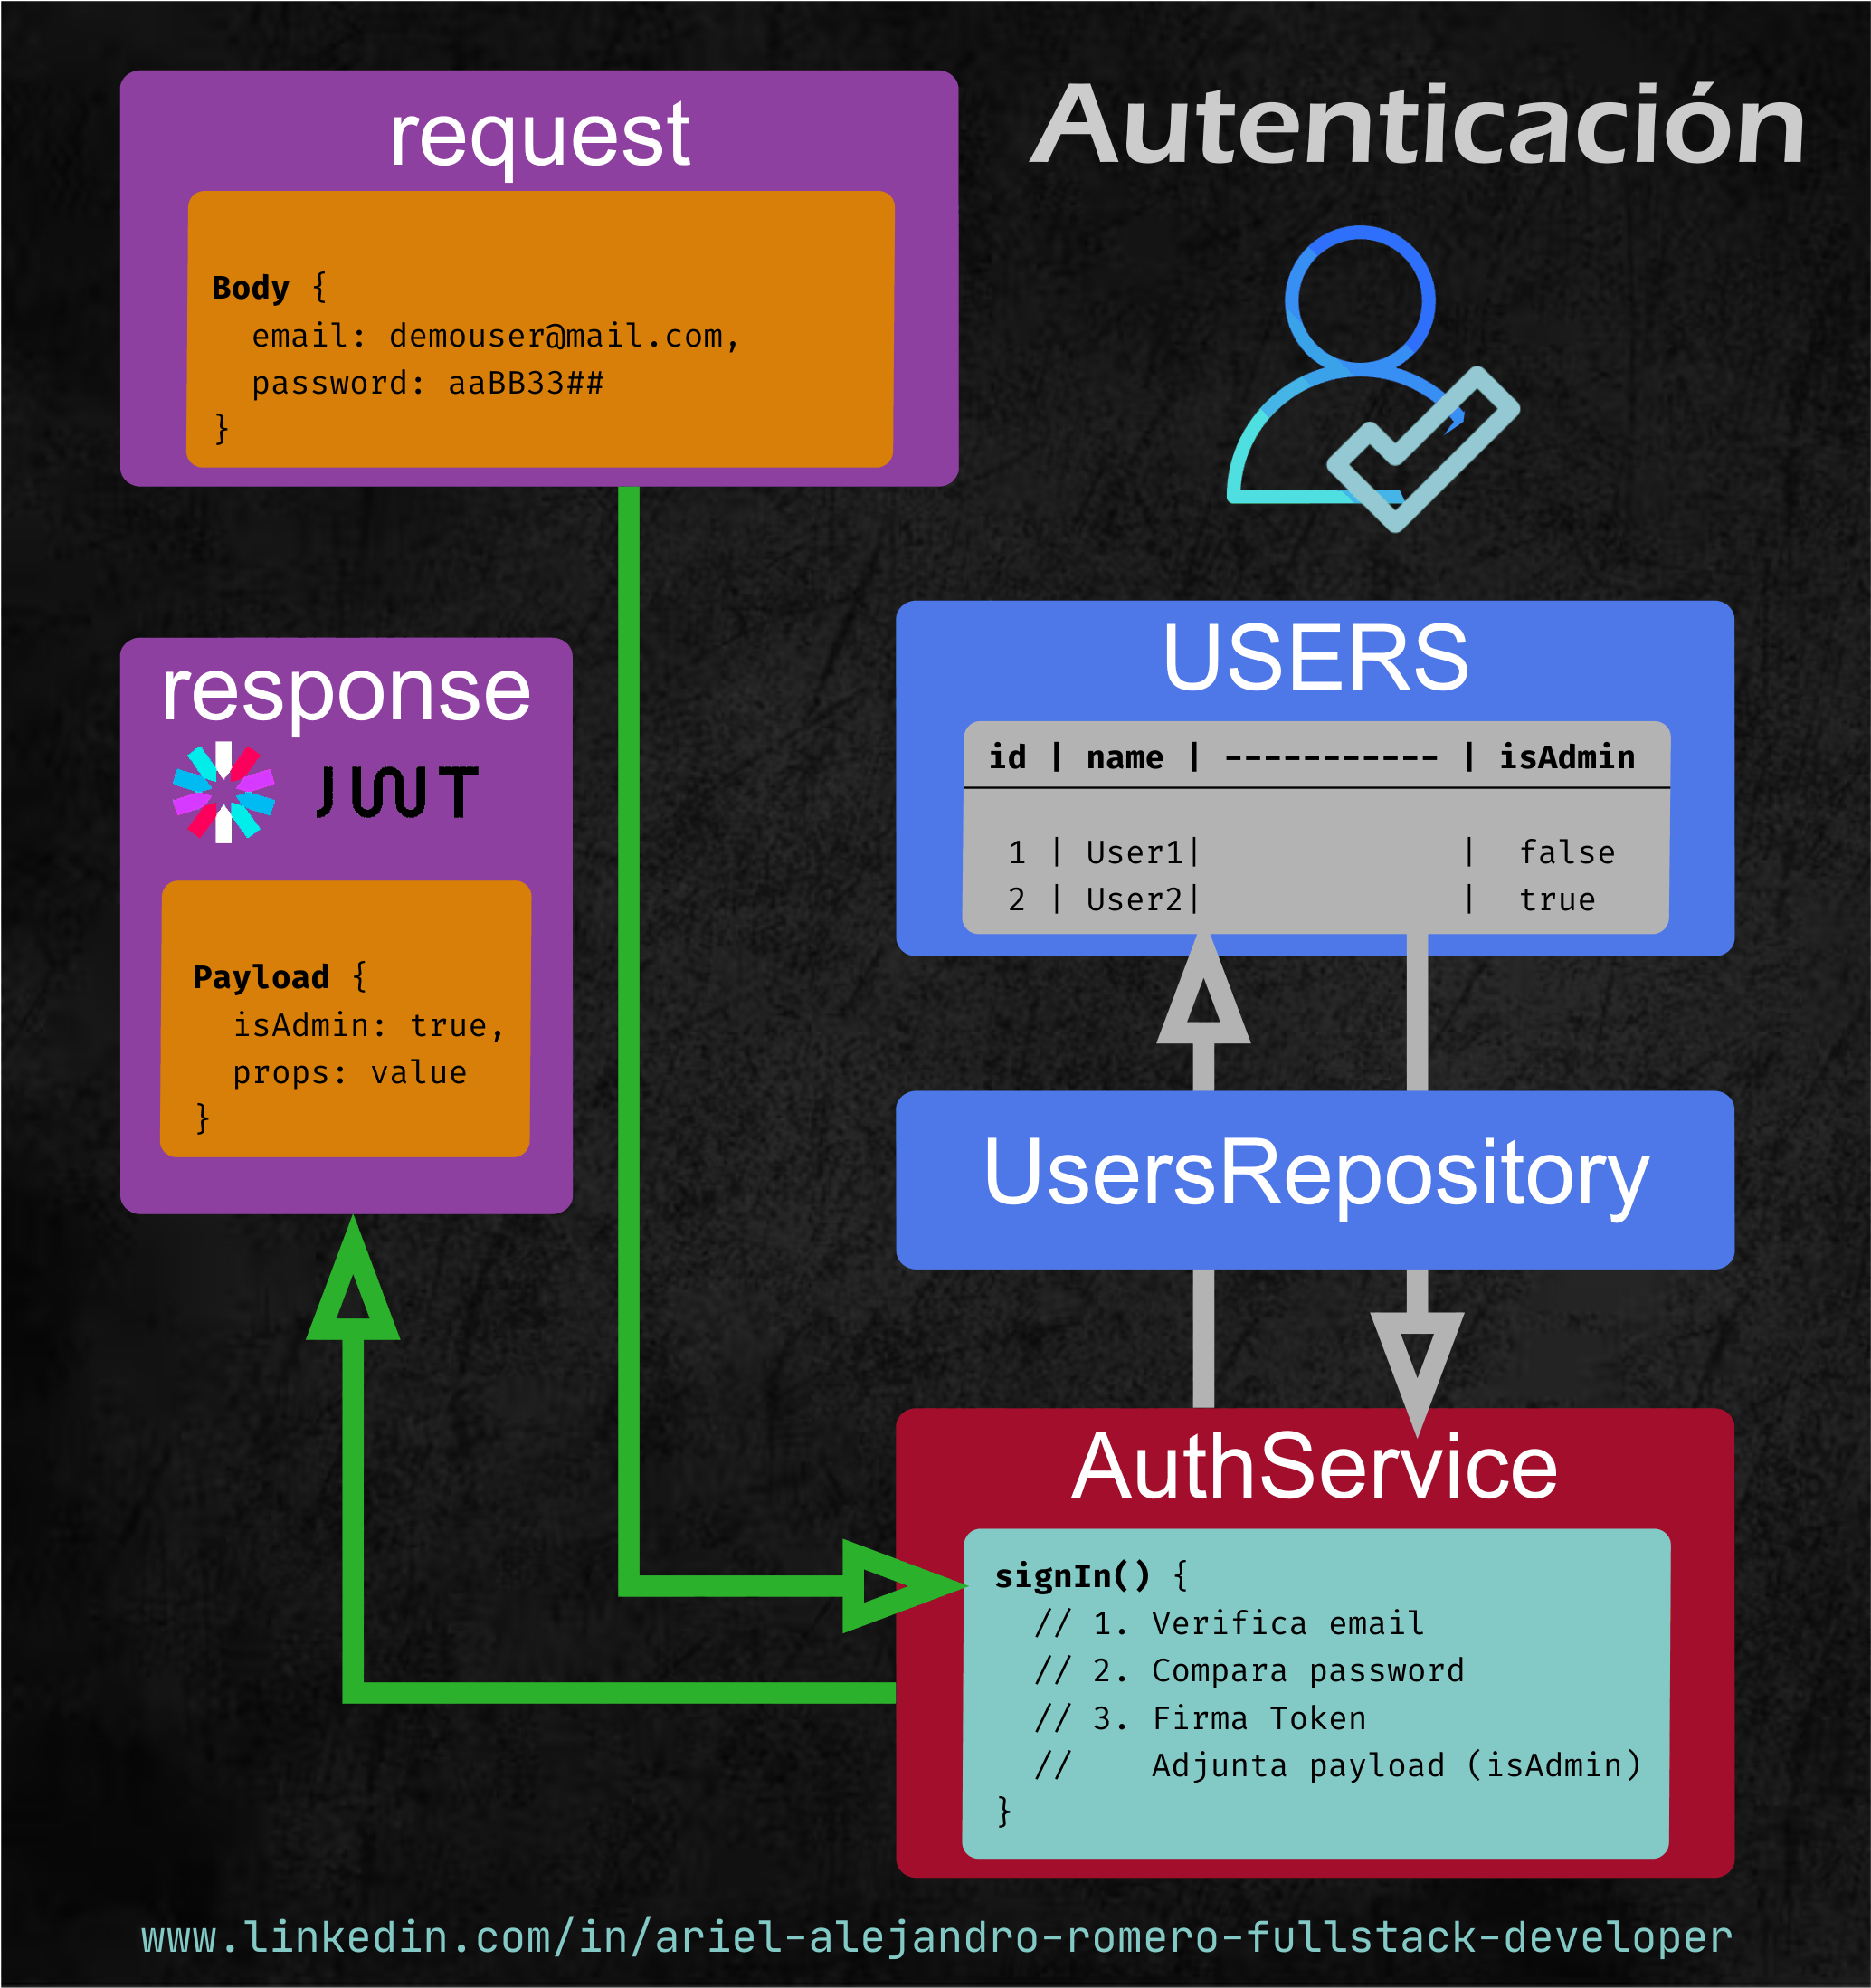 Autenticación
request
Body {
  email: demouser@mail.com,
  password: aaBB33##
}
response
JWT
Payload {
  isAdmin: true,
  props: value
}
USERS
id | name | ----------- | isAdmin
1 | User1|             |  false
2 | User2|             |  true
UsersRepository
AuthService
signIn() {
  // 1. Verifica email
  // 2. Compara password
  // 3. Firma Token
  //    Adjunta payload (isAdmin)
}
www.linkedin.com/in/ariel-alejandro-romero-fullstack-developer